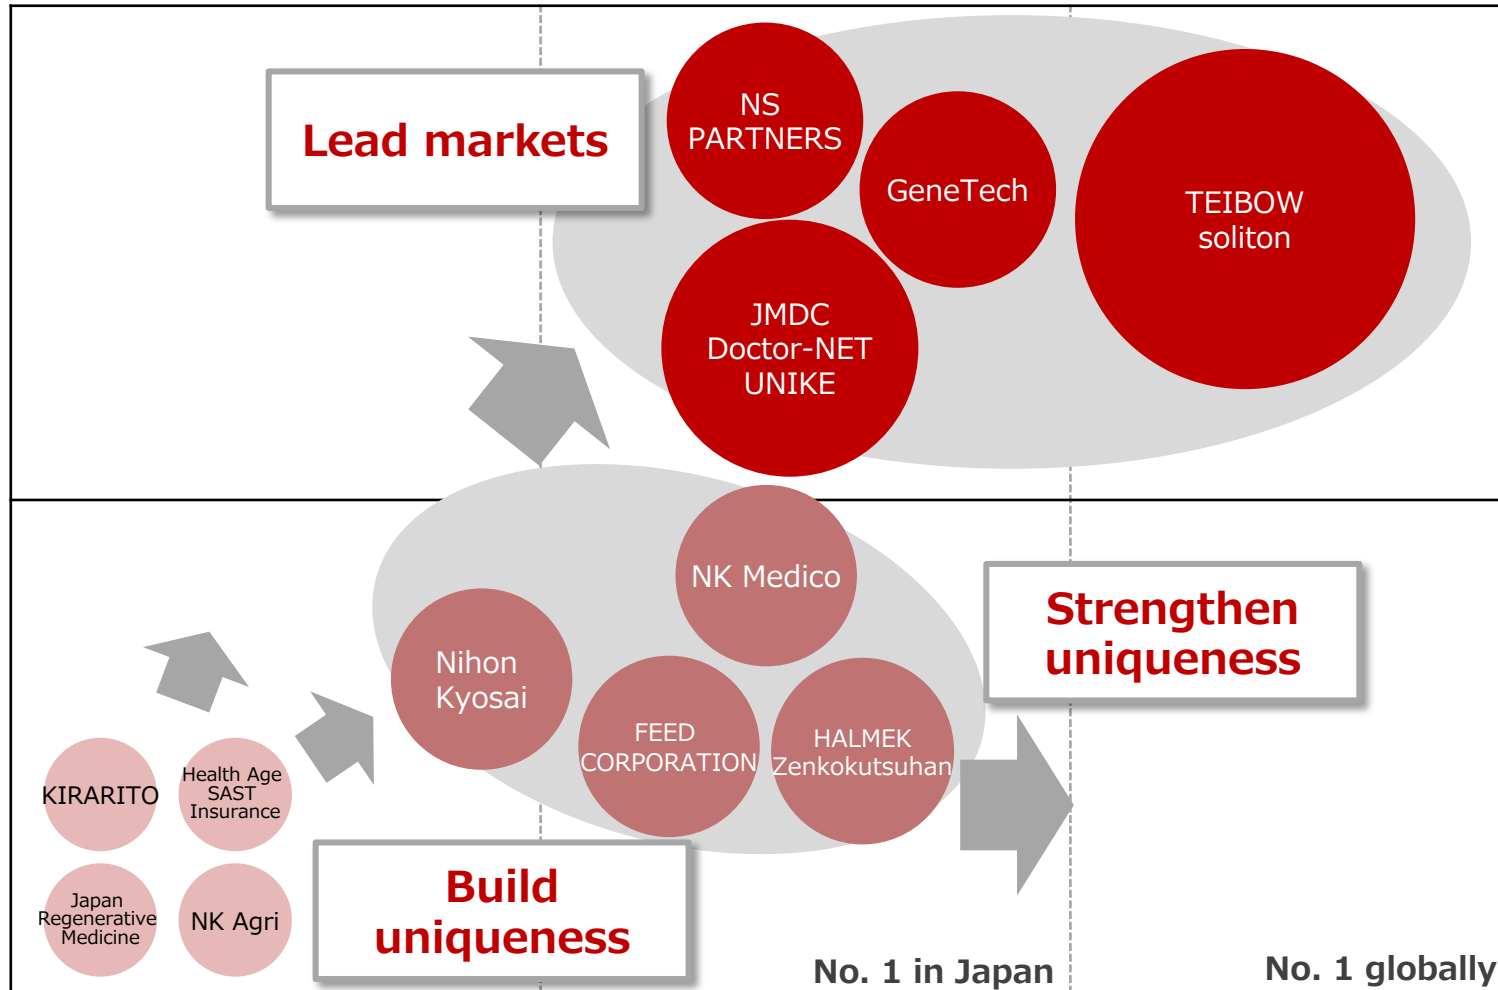 Lead markets
NS
PARTNERS
GeneTech
TEIBOW
soliton
JMDC
Doctor-NET
UNIKE
NK Medico
Nihon
Kyosai
FEED
CORPORATION
HALMEK
Zenkokutsuhan
Strengthen
uniqueness
KIRARITO
Health Age
SAST
Insurance
Japan
Regenerative
Medicine
NK Agri
Build
uniqueness
No. 1 in Japan
No. 1 globally